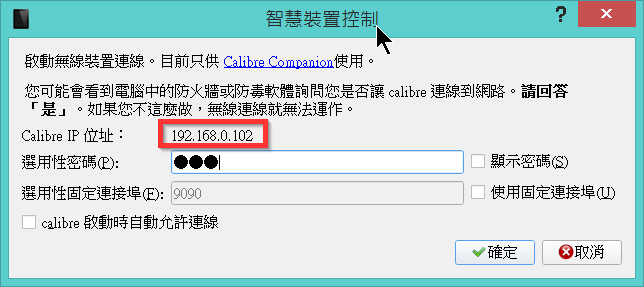 智慧裝置控制
?
啟動無線裝置連線。目前只供 Calibre Companion使用。
您可能會看到電腦中的防火牆或防毒軟體詢問您是否讓 calibre 連線到網路。請回答
「是」。如果您不這麼做，無線連線就無法運作。
Calibre IP 位址： 192.168.0.102
選用性密碼(P): ●●● 顯示密碼(S)
選用性固定連接埠(F): 9090 使用固定連接埠(U)
calibre 啟動時自動允許連線
確定 取消